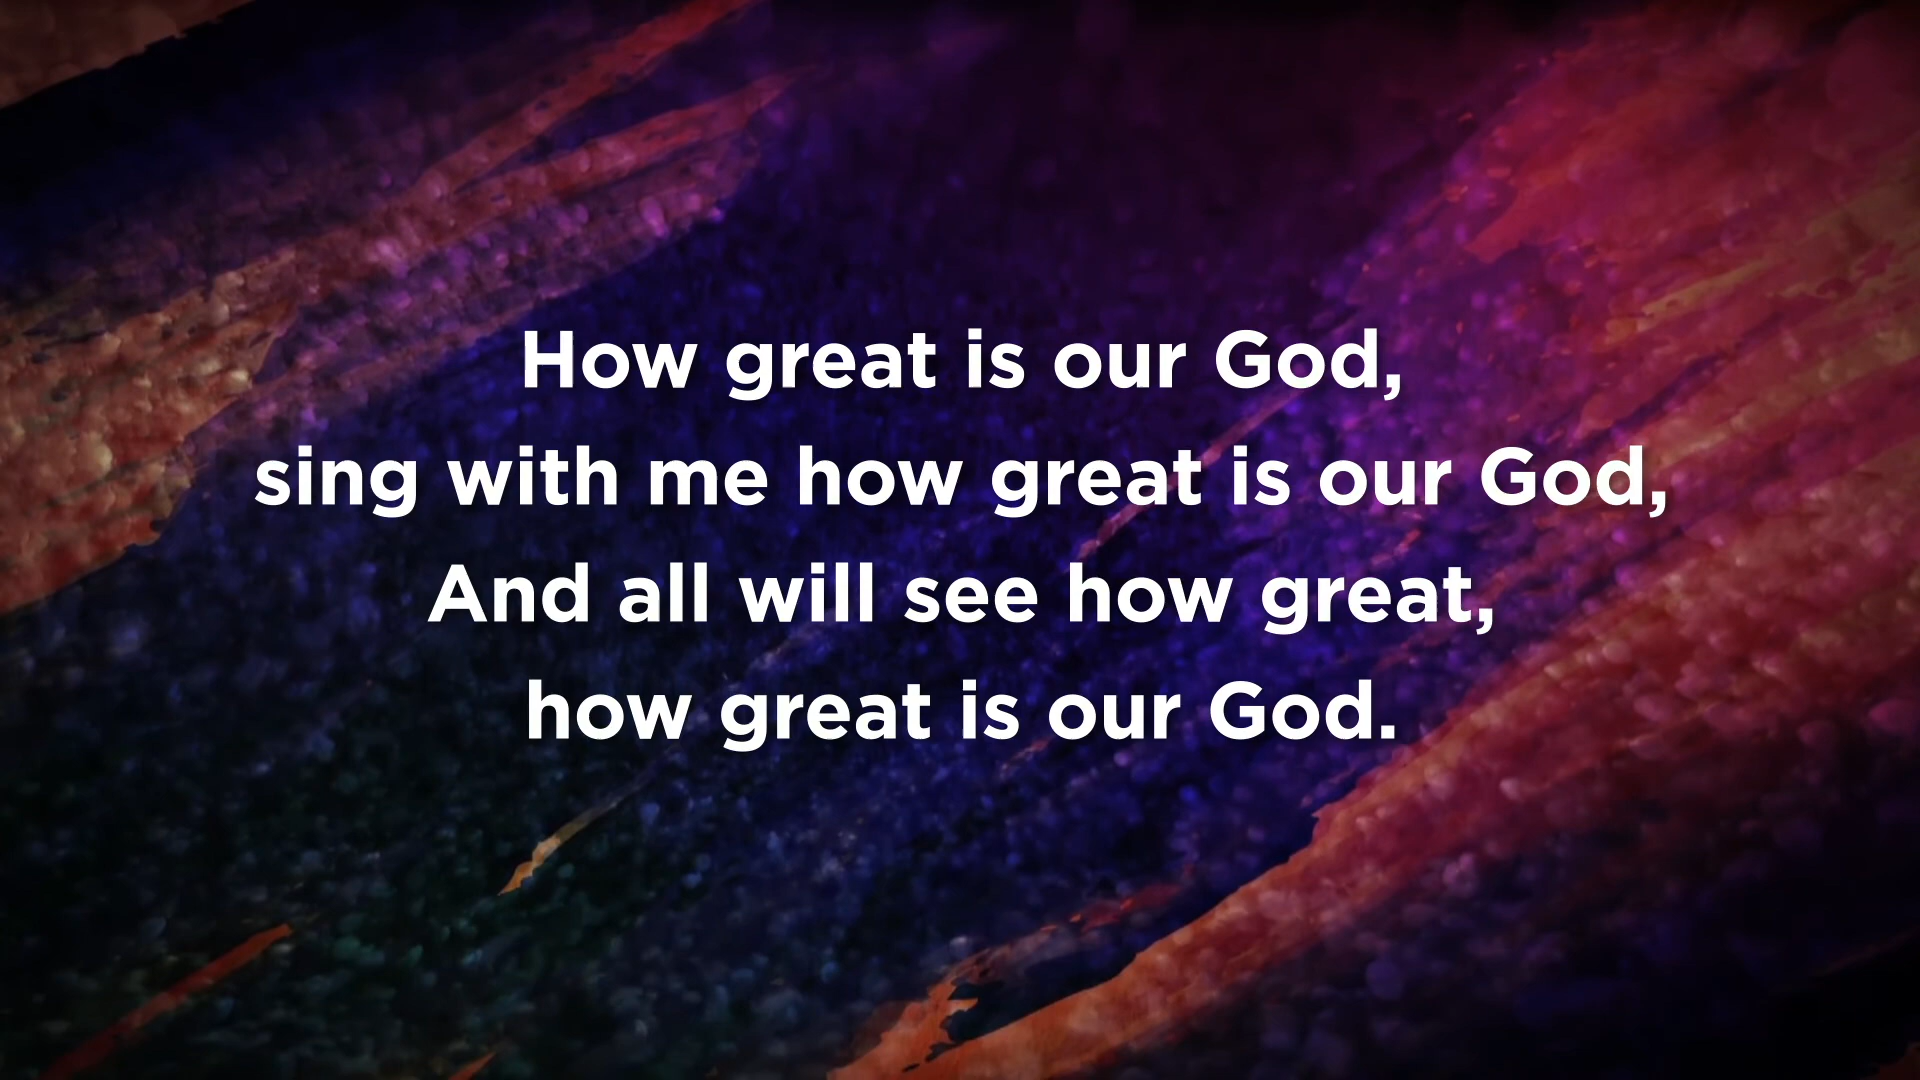 How great is our God,
sing with me how great is our God,
And all will see how great,
how great is our God.